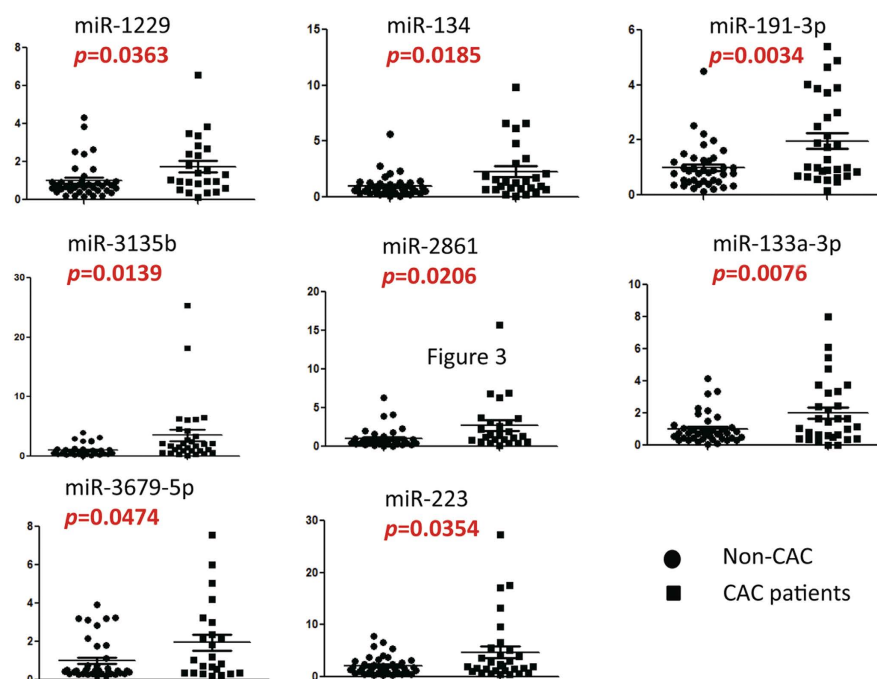 miR-1229
p=0.0363
8
6
4
2
0
miR-134
p=0.0185
15
10
5
0
miR-191-3p
p=0.0034
6
4
2
0
miR-3135b
p=0.0139
30
20
10
0
miR-2861
p=0.0206
20
15
10
5
0
Figure 3
miR-133a-3p
p=0.0076
10
8
6
4
2
0
miR-3679-5p
p=0.0474
8
6
4
2
0
miR-223
p=0.0354
30
20
10
0
Non-CAC
CAC patients